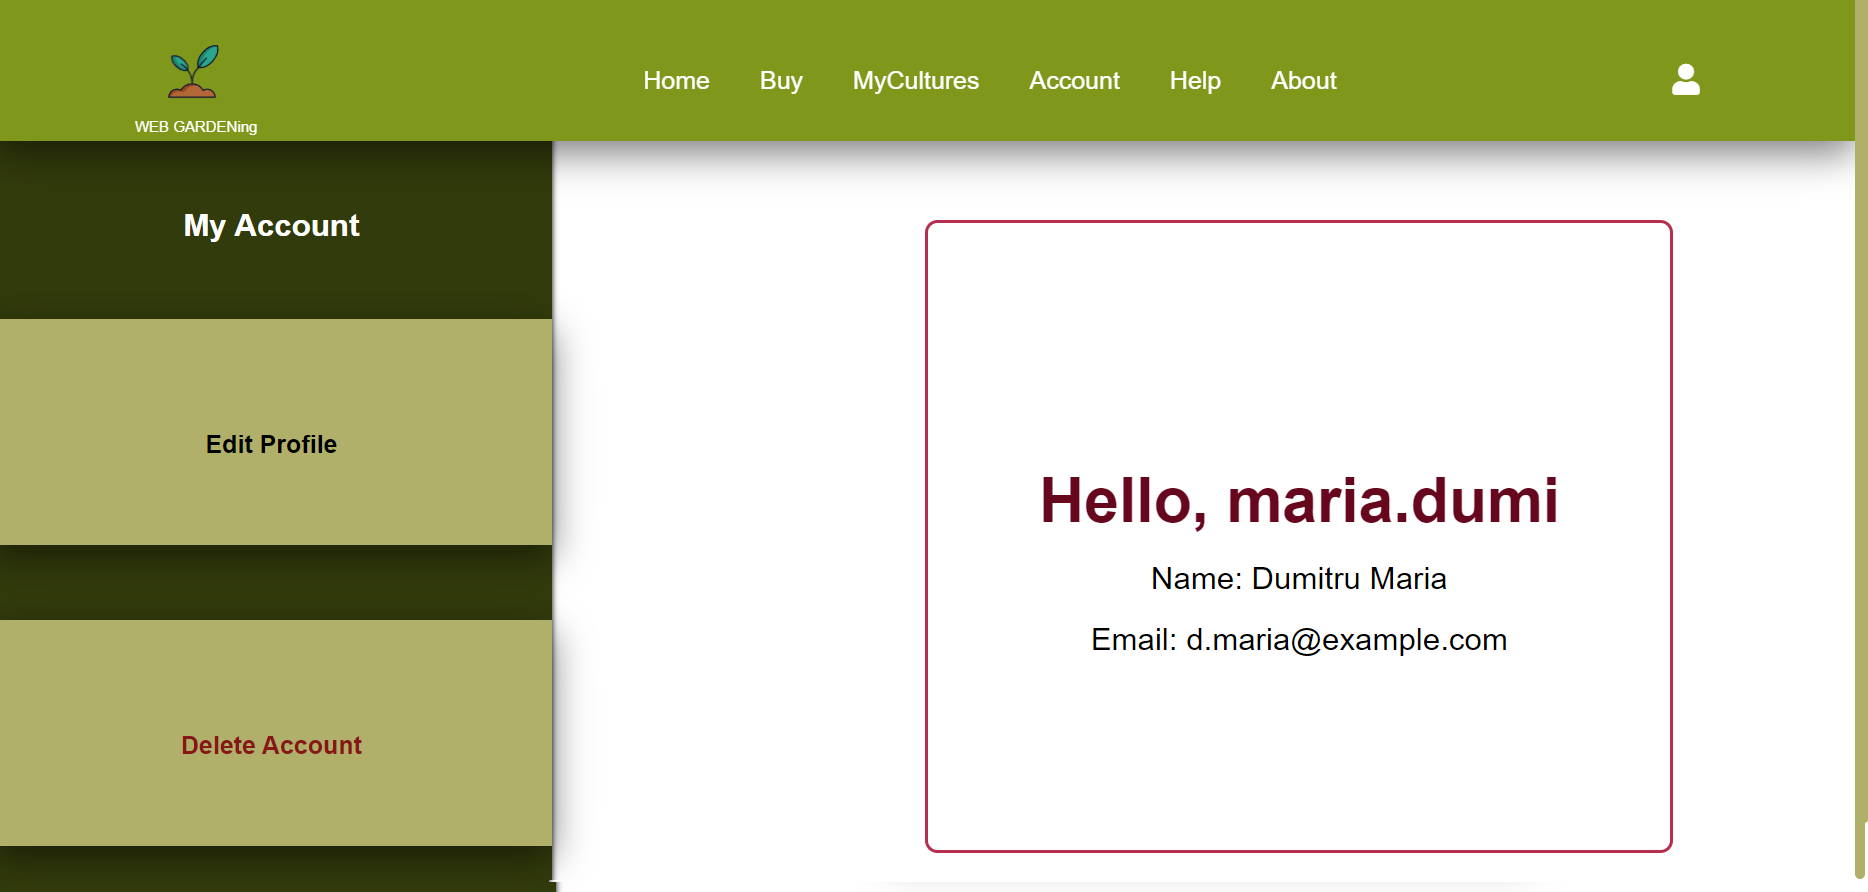 WEB GARDENing
Home Buy MyCultures Account Help About
My Account
Edit Profile
Delete Account
Hello, maria.dumi
Name: Dumitru Maria
Email: d.maria@example.com